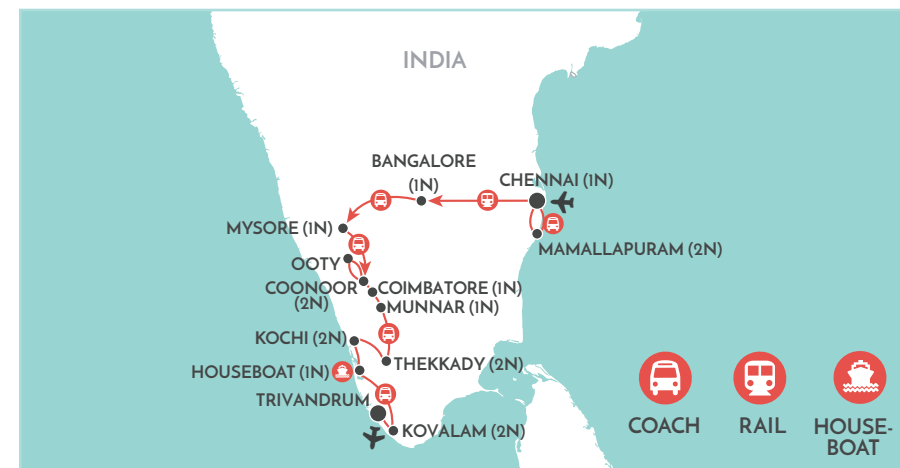 INDIA
BANGALORE
(1N)
CHENNAI (1N)
MYSORE (1N)
MAMALLAPURAM (2N)
OOTY
COONOOR
(2N)
COIMBATORE (1N)
MUNNAR (1N)
KOCHI (2N)
THEKKADY (2N)
HOUSEBOAT (1N)
TRIVANDRUM
KOVALAM (2N)
COACH
RAIL
HOUSE-
BOAT